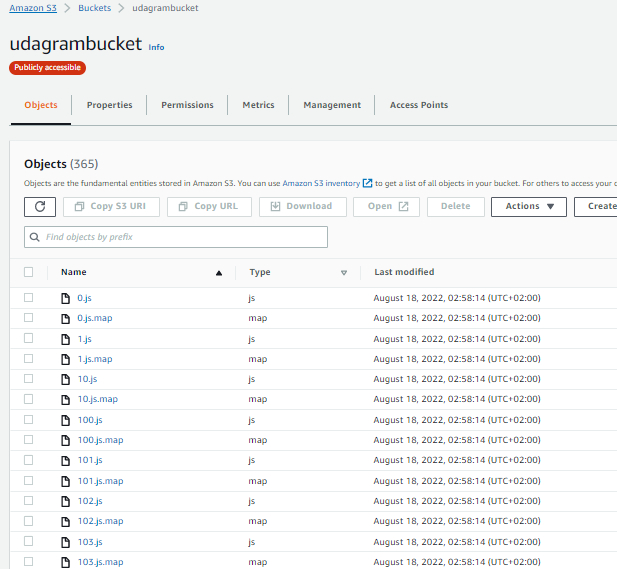 Amazon S3 > Buckets > udagrambucket
udagrambucket Info
Publicly accessible
Objects Properties Permissions Metrics Management Access Points
Objects (365)
Objects are the fundamental entities stored in Amazon S3. You can use Amazon S3 inventory to get a list of all objects in your bucket. For others to access your
Copy S3 URI Copy URL Download Open Delete Actions Create
Find objects by prefix
Name Type Last modified
0.js js August 18, 2022, 02:58:14 (UTC+02:00)
0.js.map map August 18, 2022, 02:58:14 (UTC+02:00)
1.js js August 18, 2022, 02:58:14 (UTC+02:00)
1.js.map map August 18, 2022, 02:58:14 (UTC+02:00)
10.js js August 18, 2022, 02:58:14 (UTC+02:00)
10.js.map map August 18, 2022, 02:58:14 (UTC+02:00)
100.js js August 18, 2022, 02:58:14 (UTC+02:00)
100.js.map map August 18, 2022, 02:58:14 (UTC+02:00)
101.js js August 18, 2022, 02:58:14 (UTC+02:00)
101.js.map map August 18, 2022, 02:58:14 (UTC+02:00)
102.js js August 18, 2022, 02:58:14 (UTC+02:00)
102.js.map map August 18, 2022, 02:58:14 (UTC+02:00)
103.js js August 18, 2022, 02:58:14 (UTC+02:00)
103.js.map map August 18, 2022, 02:58:14 (UTC+02:00)